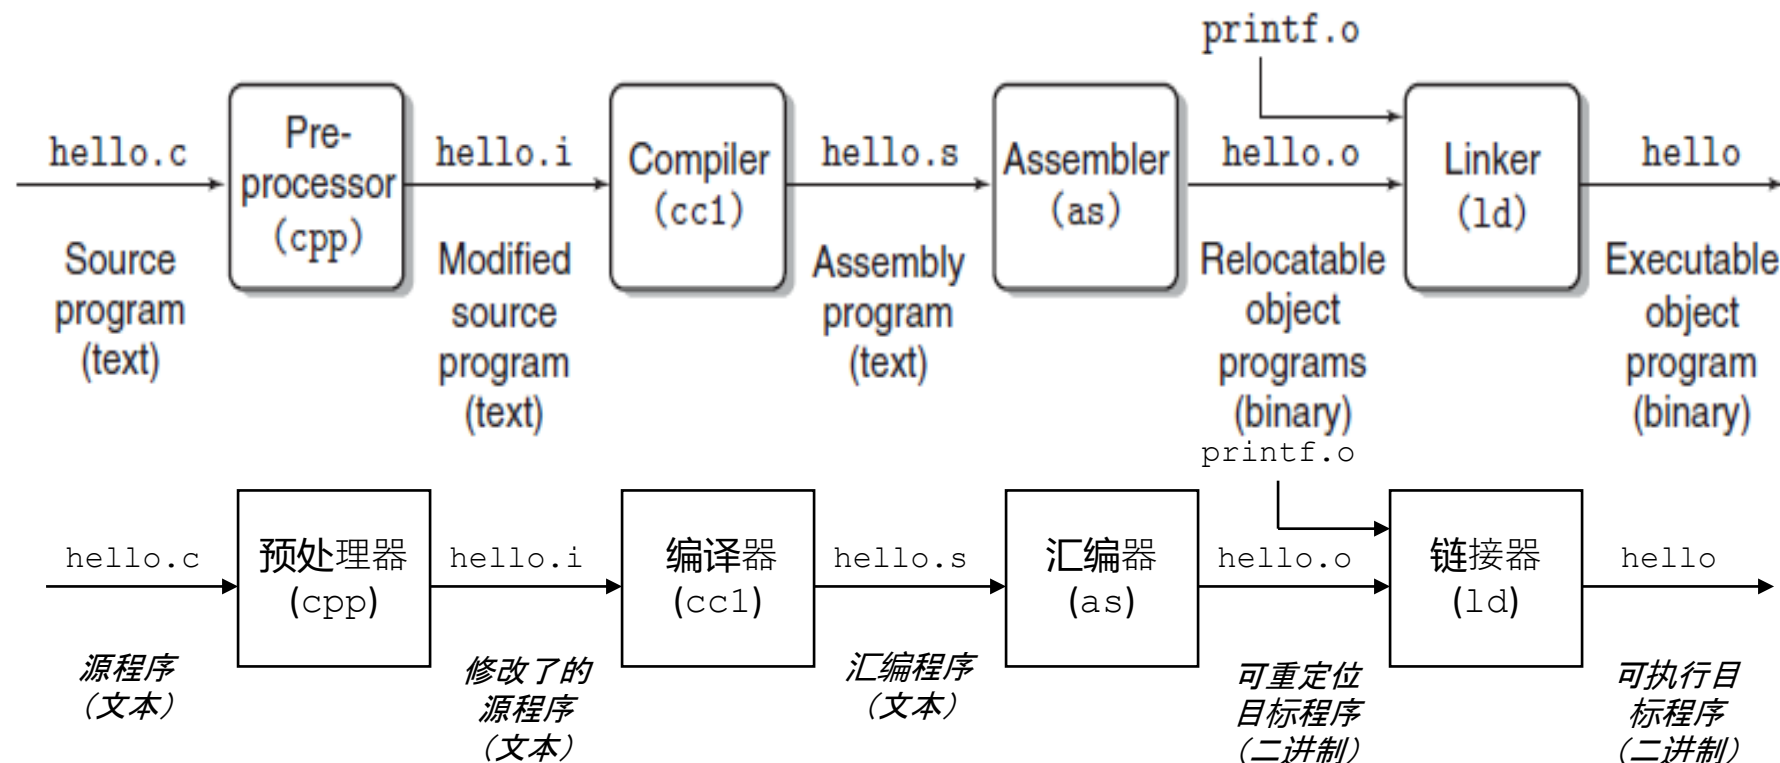 printf.o
hello.c
Pre-
processor
(cpp)
hello.i
Compiler
(cc1)
hello.s
Assembler
(as)
hello.o
Linker
(ld)
hello
Source
program
(text)
Modified
source
program
(text)
Assembly
program
(text)
Relocatable
object
programs
(binary)
Executable
object
program
(binary)
printf.o
hello.c
预处理器
(cpp)
hello.i
编译器
(cc1)
hello.s
汇编器
(as)
hello.o
链接器
(ld)
hello
源程序
（文本）
修改了的
源程序
（文本）
汇编程序
（文本）
可重定位
目标程序
（二进制）
可执行目
标程序
（二进制）